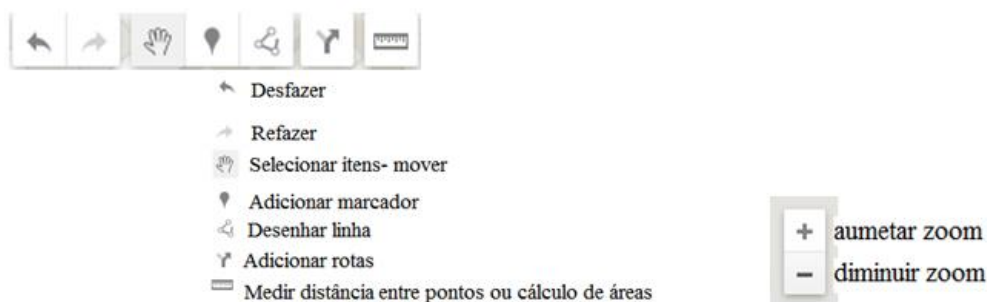 Desfazer
Refazer
Selecionar itens- mover
Adicionar marcador
Desenhar linha
Adicionar rotas
Medir distância entre pontos ou cálculo de áreas
aumetar zoom
diminuir zoom